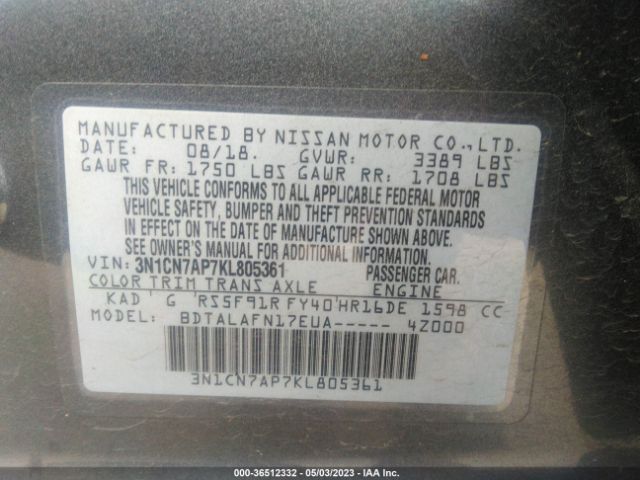 MANUFACTURED BY NISSAN MOTOR CO., LTD.
DATE: 08/18. GVWR: 3389 LBS
GAWR FR: 1750 LBS GAWR RR: 1708 LBS
THIS VEHICLE CONFORMS TO ALL APPLICABLE FEDERAL MOTOR
VEHICLE SAFETY, BUMPER AND THEFT PREVENTION STANDARDS
IN EFFECT ON THE DATE OF MANUFACTURE SHOWN ABOVE.
SEE OWNER'S MANUAL FOR ADDITIONAL INFORMATION.
VIN: 3N1CN7AP7KL805361 PASSENGER CAR.
COLOR TRIM TRANS AXLE ENGINE
KAD G RS5F91R FY40 HR16DE 1598 CC
MODEL: BDTALAFN17EUA----- 4Z000
3N1CN7AP7KL805361
000-36512332 - 05/03/2023 - IAA Inc.